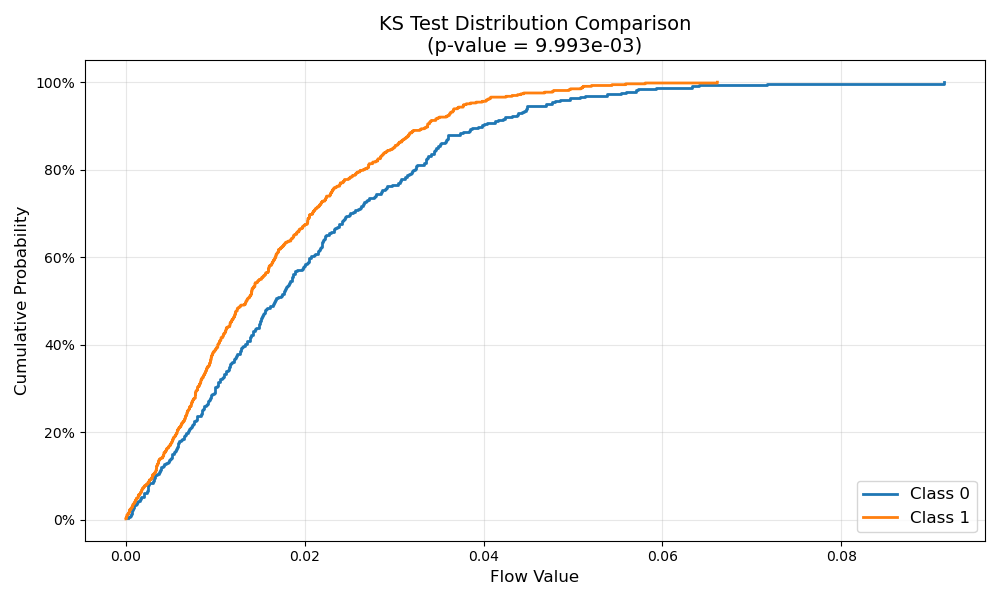 KS Test Distribution Comparison
(p-value = 9.993e-03)
Cumulative Probability
100%
80%
60%
40%
20%
0%
0.00
0.02
0.04
0.06
0.08
Flow Value
Class 0
Class 1